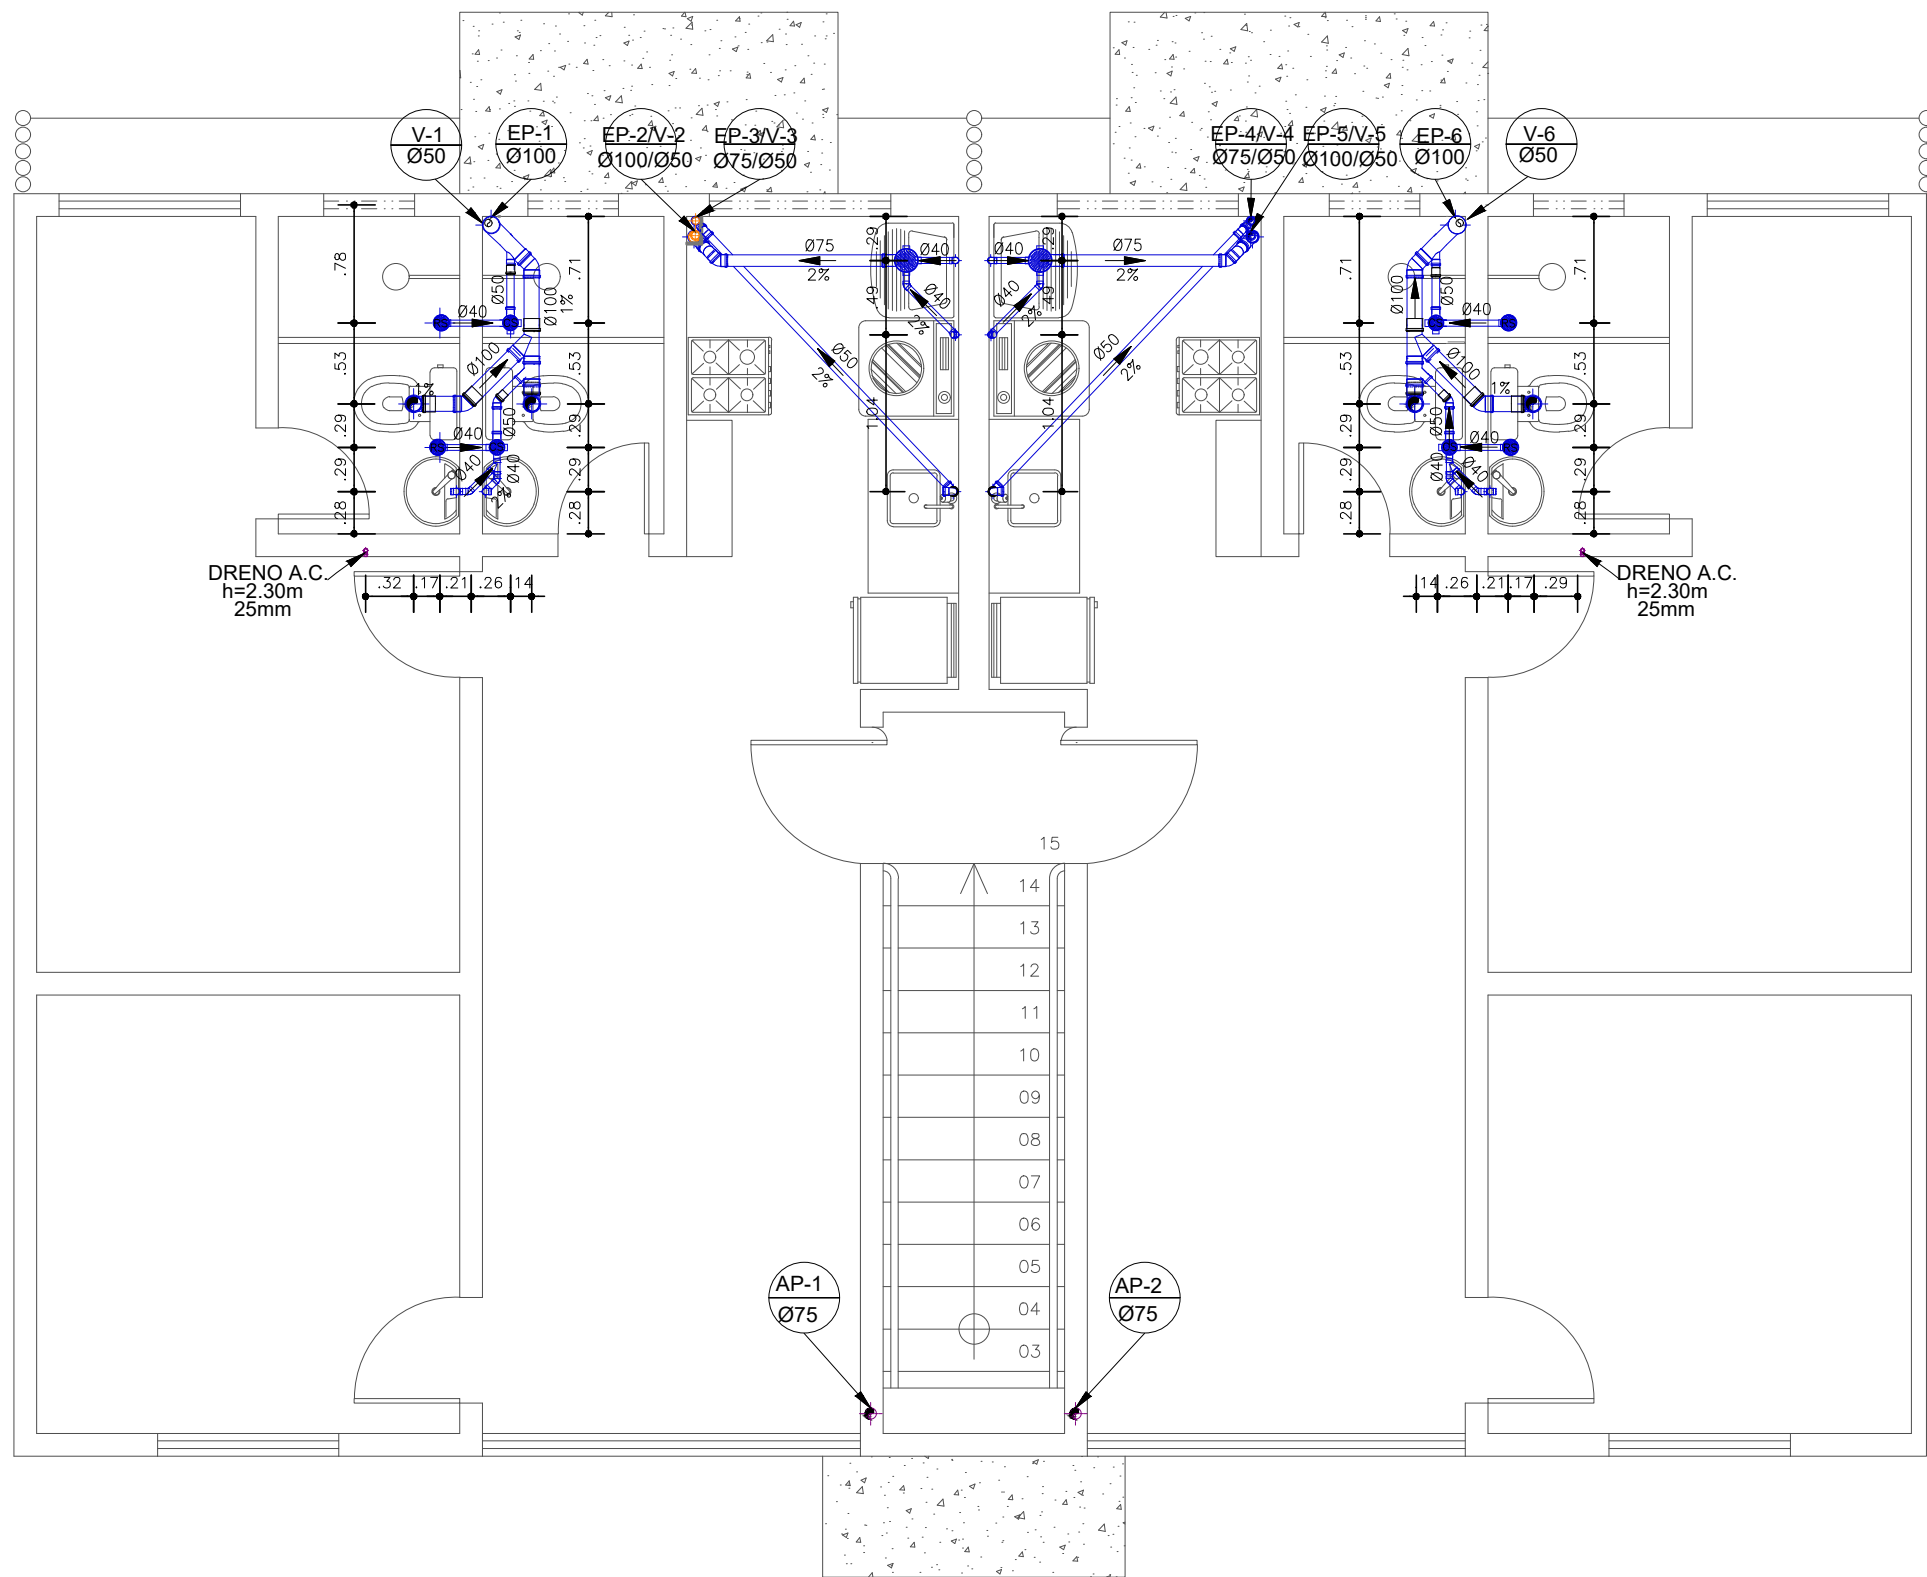 V-1
Ø50
EP-1
Ø100
EP-2/V-2
Ø100/Ø50
EP-3/V-3
Ø75/Ø50
EP-4/V-4
Ø75/Ø50
EP-5/V-5
Ø100/Ø50
EP-6
Ø100
V-6
Ø50
.78
.53
.29
.29
.28
Ø40
Ø50
Ø100
1%
Ø100
1%
Ø40
Ø50
Ø40
Ø40
2%
.71
.53
.29
.29
.28
Ø75
2%
.29
Ø40
.49
Ø40
2%
Ø50
2%
1.04
Ø40
.29
Ø75
2%
Ø40
2%
.49
Ø50
2%
1.04
.71
.53
.29
.29
.28
Ø100
Ø50
Ø40
Ø100
1%
Ø50
Ø40
Ø40
Ø40
.71
.53
.29
.29
.28
DRENO A.C.
h=2.30m
25mm
.32 .17 .21 .26 .14
.14 .26 .21 .17 .29
DRENO A.C.
h=2.30m
25mm
15
14
13
12
11
10
09
08
07
06
05
04
03
AP-1
Ø75
AP-2
Ø75